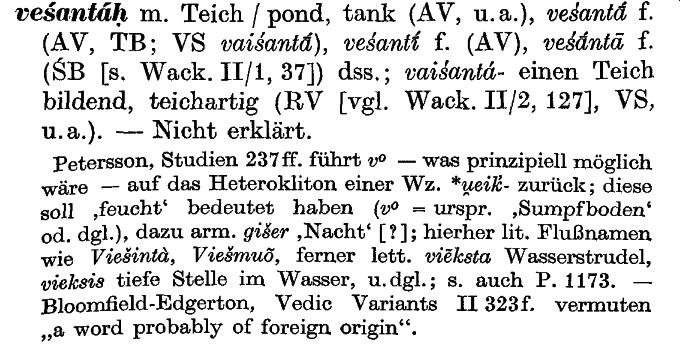 veśantáḥ m. Teich / pond, tank (AV, u.a.), veśantā́ f.
(AV, TB; VS vaiśantā́), veśantī́ f. (AV), veśā́ntā f.
(ŚB [s. Wack. II/1, 37]) dss.; vaiśantá- einen Teich
bildend, teichartig (RV [vgl. Wack. II/2, 127], VS,
u.a.). — Nicht erklärt.
Petersson, Studien 237ff. führt v⁰ — was prinzipiell möglich
wäre — auf das Heterokliton einer Wz. *u̯eik̑- zurück; diese
soll ‚feucht‘ bedeutet haben (v⁰ = urspr. ‚Sumpfboden‘
od. dgl.), dazu arm. gišer ‚Nacht‘ [?]; hierher lit. Flußnamen
wie Viešintà, Viešmuõ, ferner lett. viêksta Wasserstrudel,
vieksis tiefe Stelle im Wasser, u.dgl.; s. auch P. 1173. —
Bloomfield-Edgerton, Vedic Variants II 323f. vermuten
„a word probably of foreign origin“.